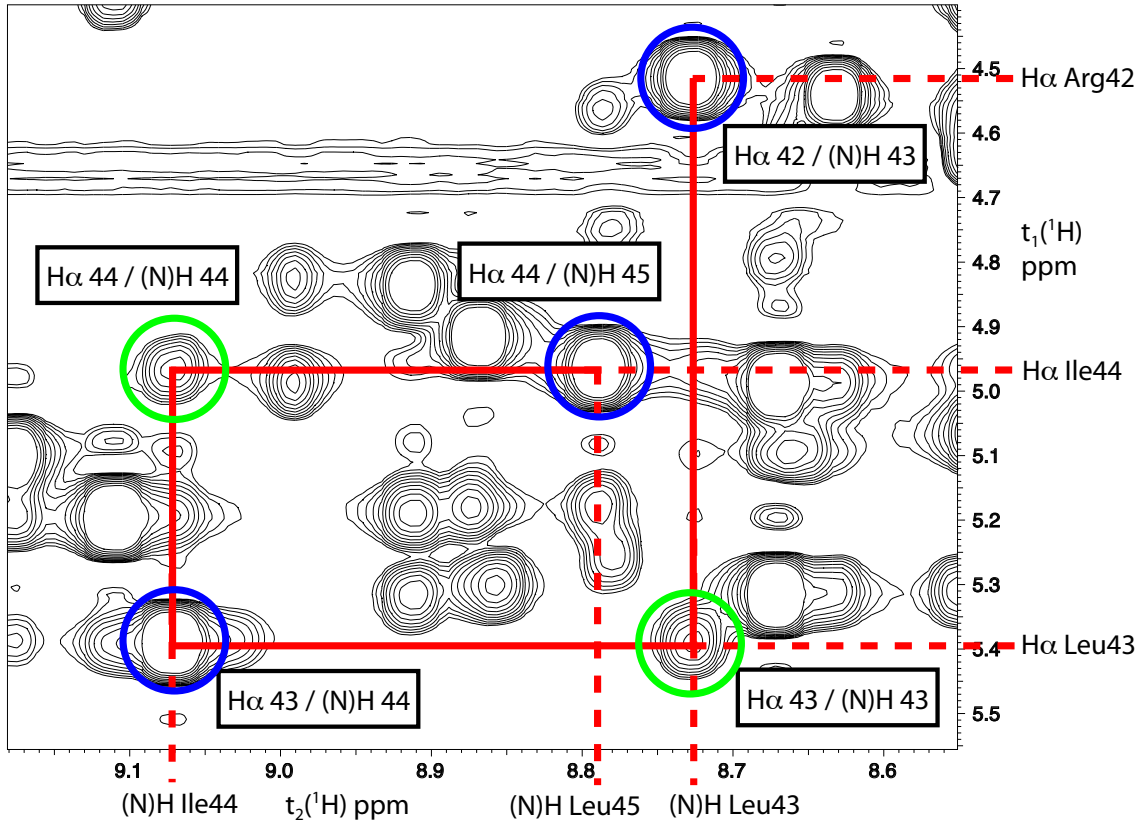 4.5
Hα Arg42
4.6
Hα 42 / (N)H 43
4.7
t1(1H)
ppm
4.8
Hα 44 / (N)H 44
Hα 44 / (N)H 45
4.9
Hα Ile44
5.0
5.1
5.2
5.3
5.4
Hα Leu43
Hα 43 / (N)H 44
Hα 43 / (N)H 43
5.5
9.1 9.0 8.9 8.8 8.7 8.6
(N)H Ile44
t2(1H) ppm
(N)H Leu45
(N)H Leu43